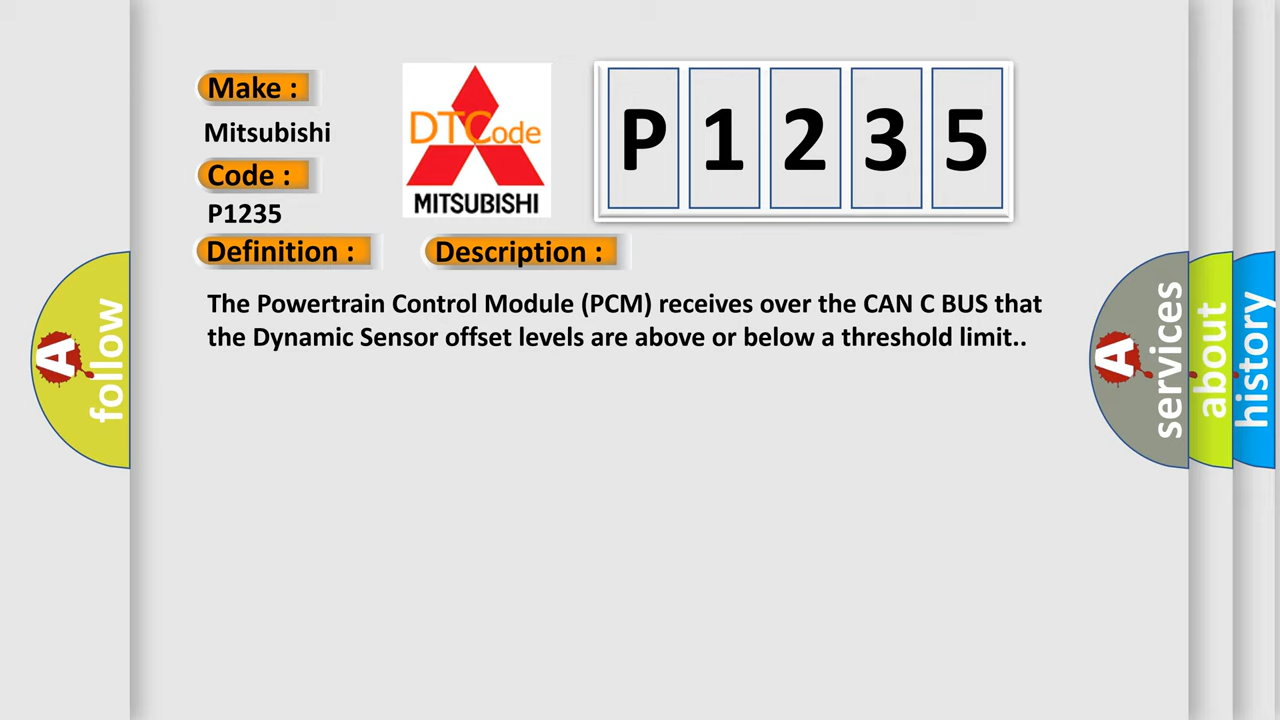 Make :
Mitsubishi
Code :
P1235
Definition :
Description :
DTCode
MITSUBISHI
P 1 2 3 5
The Powertrain Control Module (PCM) receives over the CAN C BUS that
the Dynamic Sensor offset levels are above or below a threshold limit..
A follow
A services
about
history